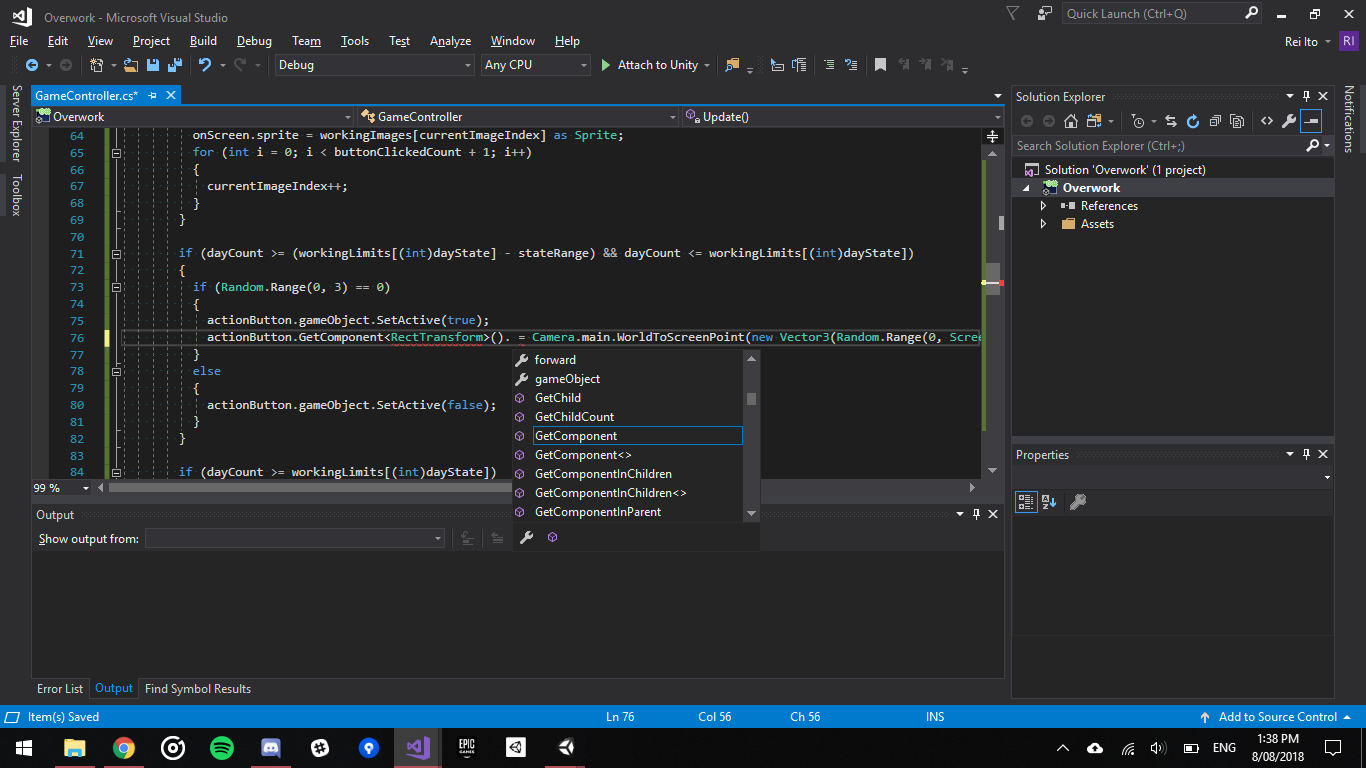 Overwork - Microsoft Visual Studio
Quick Launch (Ctrl+Q)
File Edit View Project Build Debug Team Tools Test Analyze Window Help
Rei Ito RI
Debug Any CPU Attach to Unity
Server Explorer
Toolbox
GameController.cs*
Overwork GameController Update()
64 onScreen.sprite = workingImages[currentImageIndex] as Sprite;
65 for (int i = 0; i < buttonClickedCount + 1; i++)
66 {
67 currentImageIndex++;
68 }
69 }
70
71 if (dayCount >= (workingLimits[(int)dayState] - stateRange) && dayCount <= workingLimits[(int)dayState])
72 {
73 if (Random.Range(0, 3) == 0)
74 {
75 actionButton.gameObject.SetActive(true);
76 actionButton.GetComponent<RectTransform>(). = Camera.main.WorldToScreenPoint(new Vector3(Random.Range(0, Scree
77 }
78 else
79 {
80 actionButton.gameObject.SetActive(false);
81 }
82 }
83
84 if (dayCount >= workingLimits[(int)dayState])
forward
gameObject
GetChild
GetChildCount
GetComponent
GetComponent<>
GetComponentInChildren
GetComponentInChildren<>
GetComponentInParent
99 %
Output
Show output from:
Error List Output Find Symbol Results
Solution Explorer
Search Solution Explorer (Ctrl+;)
Solution 'Overwork' (1 project)
Overwork
References
Assets
Properties
Notifications
Item(s) Saved Ln 76 Col 56 Ch 56 INS Add to Source Control
EPIC GAMES
ENG
1:38 PM
8/08/2018